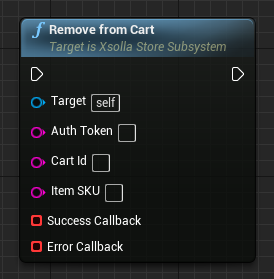 f Remove from Cart
Target is Xsolla Store Subsystem
Target self
Auth Token
Cart Id
Item SKU
Success Callback
Error Callback